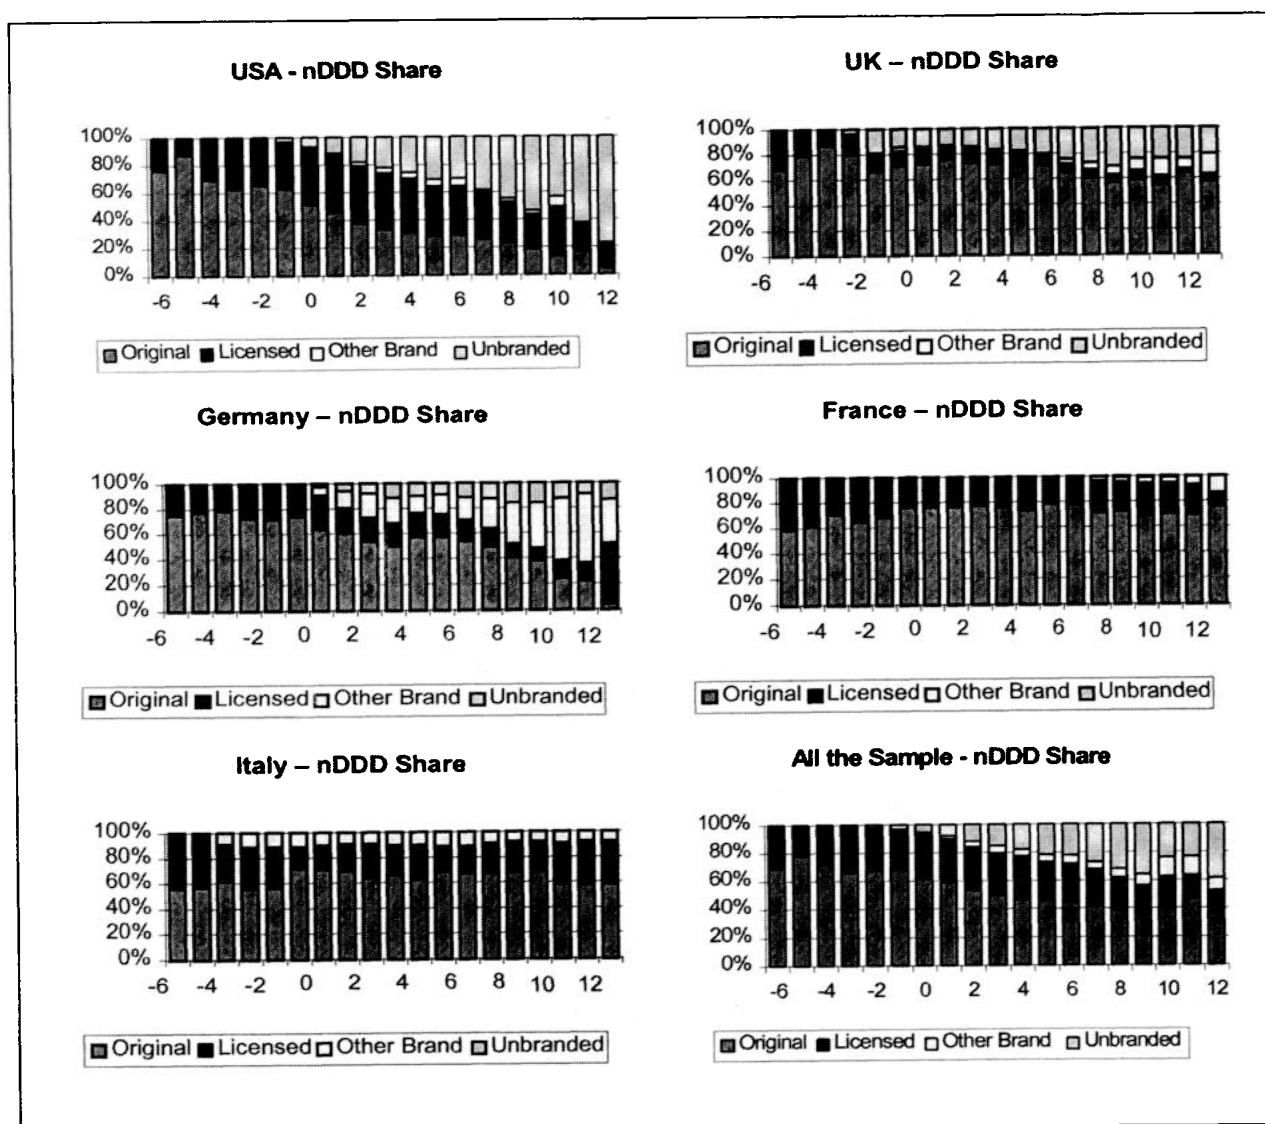 USA - nDDD Share
100%
80%
60%
40%
20%
0%
-6 -4 -2 0 2 4 6 8 10 12
Original Licensed Other Brand Unbranded
UK – nDDD Share
100%
80%
60%
40%
20%
0%
-6 -4 -2 0 2 4 6 8 10 12
Original Licensed Other Brand Unbranded
Germany – nDDD Share
100%
80%
60%
40%
20%
0%
-6 -4 -2 0 2 4 6 8 10 12
Original Licensed Other Brand Unbranded
France – nDDD Share
100%
80%
60%
40%
20%
0%
-6 -4 -2 0 2 4 6 8 10 12
Original Licensed Other Brand Unbranded
Italy – nDDD Share
100%
80%
60%
40%
20%
0%
-6 -4 -2 0 2 4 6 8 10 12
Original Licensed Other Brand Unbranded
All the Sample - nDDD Share
100%
80%
60%
40%
20%
0%
-6 -4 -2 0 2 4 6 8 10 12
Original Licensed Other Brand Unbranded